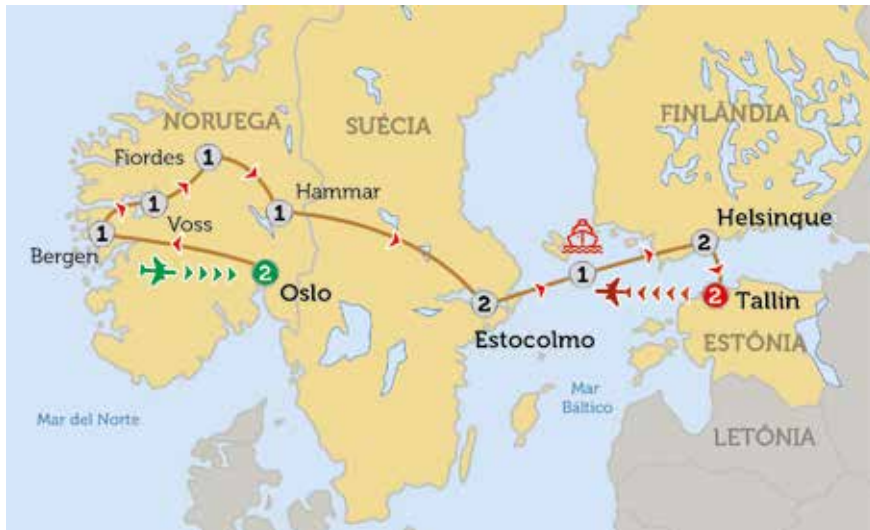 NORUEGA
SUÉCIA
FINLÂNDIA
Fiordes
1
Hammar
1
1
Voss
Bergen
1
2
Oslo
Helsinque
2
1
2
Tallin
2
Estocolmo
ESTÔNIA
Mar del Norte
Mar
Báltico
LETÔNIA